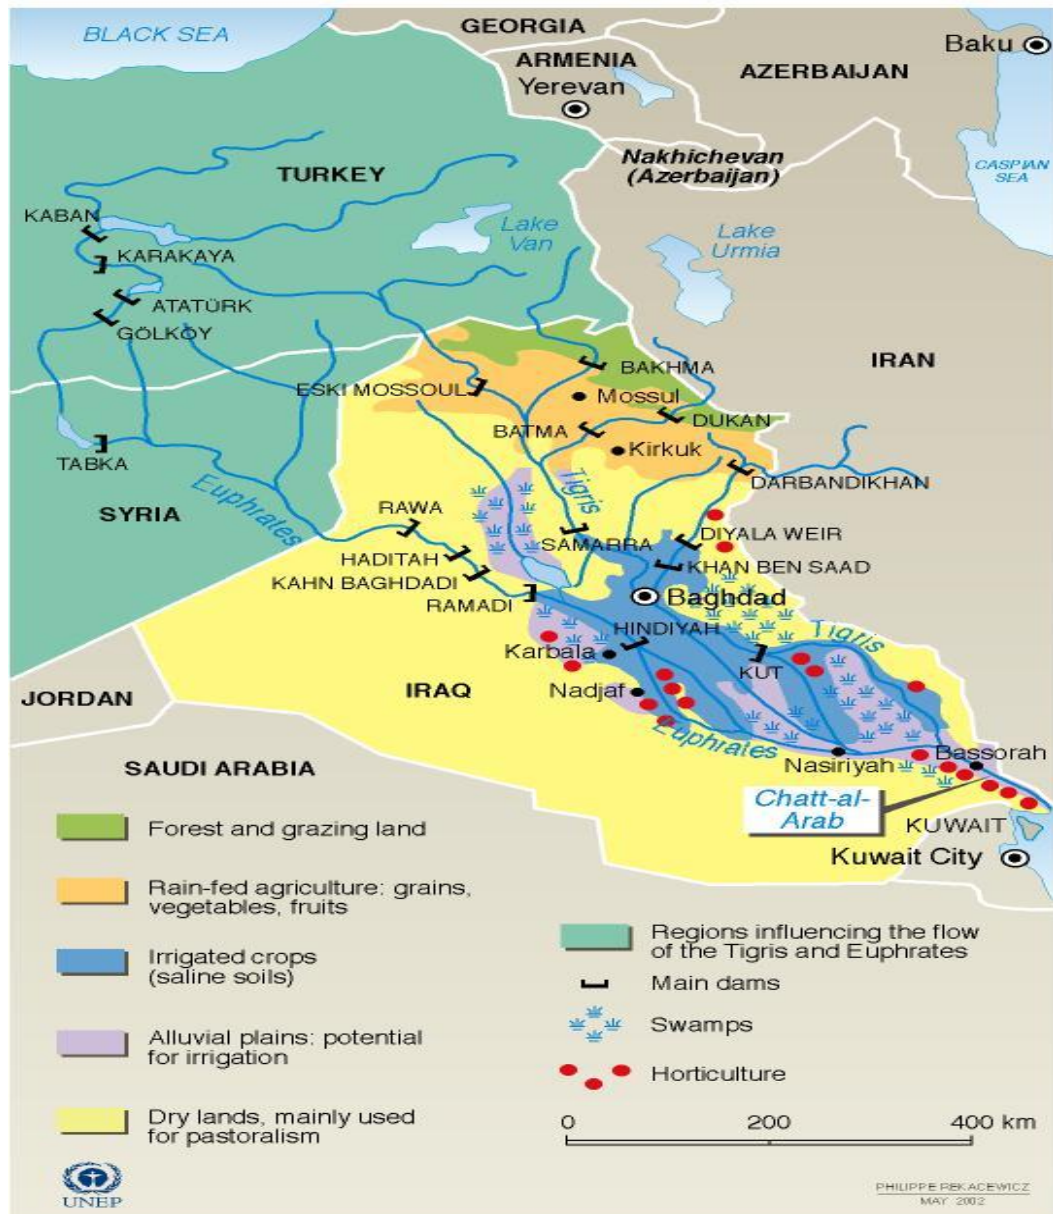 BLACK SEA
GEORGIA
Baku
ARMENIA
Yerevan
AZERBAIJAN
Nakhichevan
(Azerbaijan)
CASPIAN
SEA
TURKEY
KABAN
Lake
Van
Lake
Urmia
KARAKAYA
ATATÜRK
GÖLKÖY
IRAN
BAKHMA
ESKI MOSSOUL
Mossul
DUKAN
BATMA
Kirkuk
TABKA
DARBANDIKHAN
Euphrates
Tigris
SYRIA
RAWA
SAMARRA
DIYALA WEIR
HADITAH
KHAN BEN SAAD
KAHN BAGHDADI
RAMADI
Baghdad
HINDIYAH
Tigris
Karbala
KUT
JORDAN
IRAQ
Nadjaf
Euphrates
Nasiriyah
Bassorah
SAUDI ARABIA
Chatt-al-
Arab
KUWAIT
Kuwait City
Forest and grazing land
Rain-fed agriculture: grains,
vegetables, fruits
Irrigated crops
(saline soils)
Alluvial plains: potential
for irrigation
Dry lands, mainly used
for pastoralism
Regions influencing the flow
of the Tigris and Euphrates
Main dams
Swamps
Horticulture
0 200 400 km
UNEP
PHILIPPE REKACEWICZ
MAY 2002